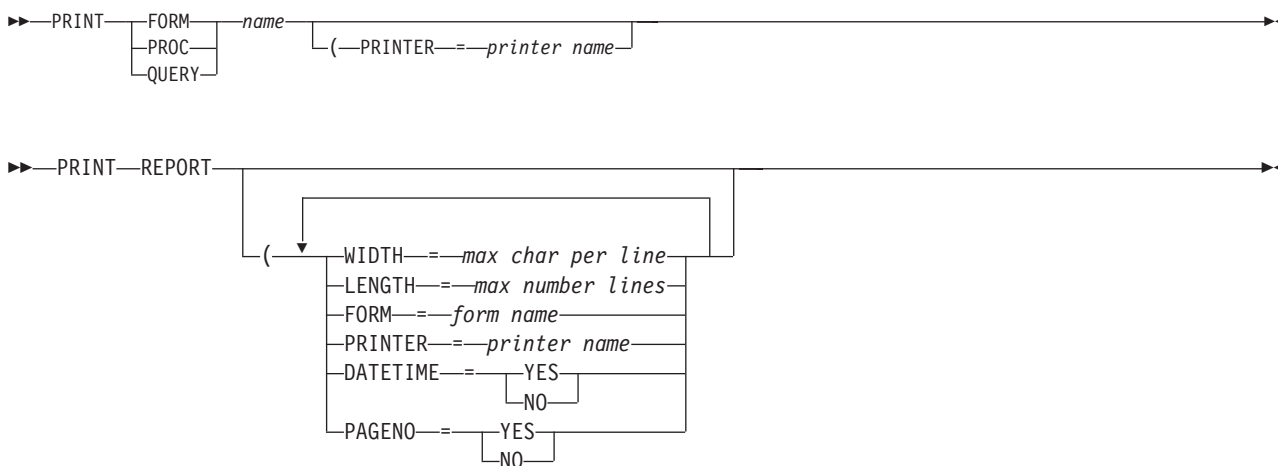 PRINT FORM name
PROC ( PRINTER = printer name
QUERY
PRINT REPORT
( WIDTH = max char per line
LENGTH = max number lines
FORM = form name
PRINTER = printer name
DATETIME = YES
NO
PAGENO = YES
NO